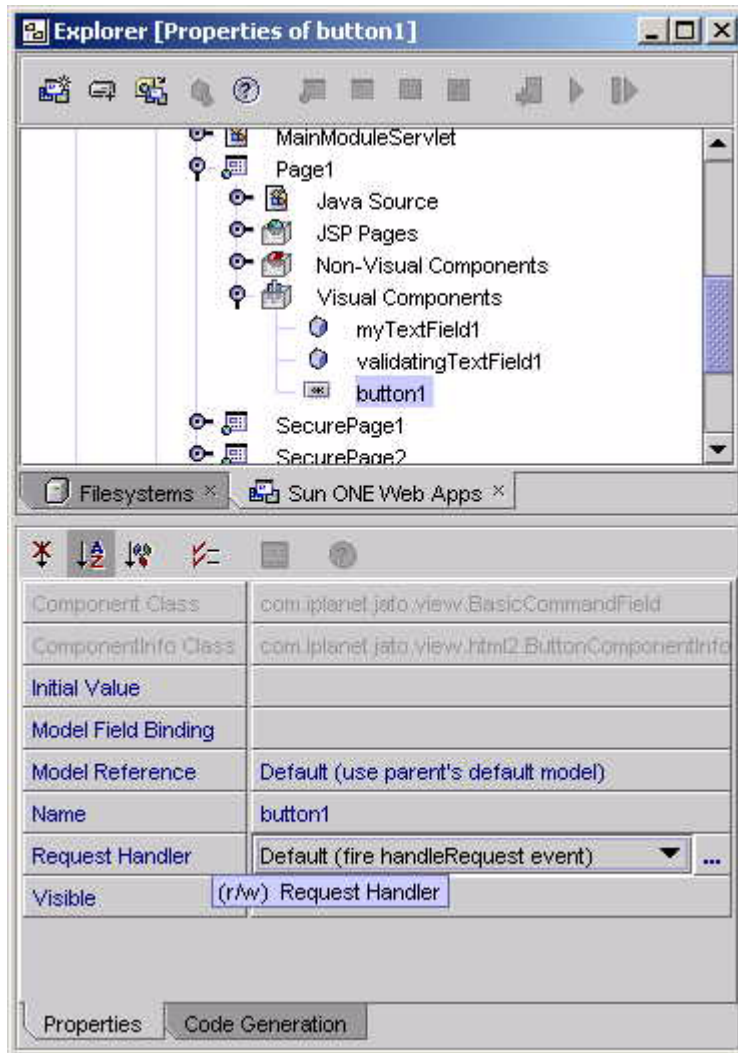 Explorer [Properties of button1]
MainModuleServlet
Page1
Java Source
JSP Pages
Non-Visual Components
Visual Components
myTextField1
validatingTextField1
OK button1
SecurePage1
SecurePage2
Filesystems × Sun ONE Web Apps ×
Component Class com.iplanet.jato.view.BasicCommandField
ComponentInfo Class com.iplanet.jato.view.html2.ButtonComponentInfo
Initial Value
Model Field Binding
Model Reference Default (use parent's default model)
Name button1
Request Handler Default (fire handleRequest event) ...
Visible (r/w) Request Handler
Properties Code Generation